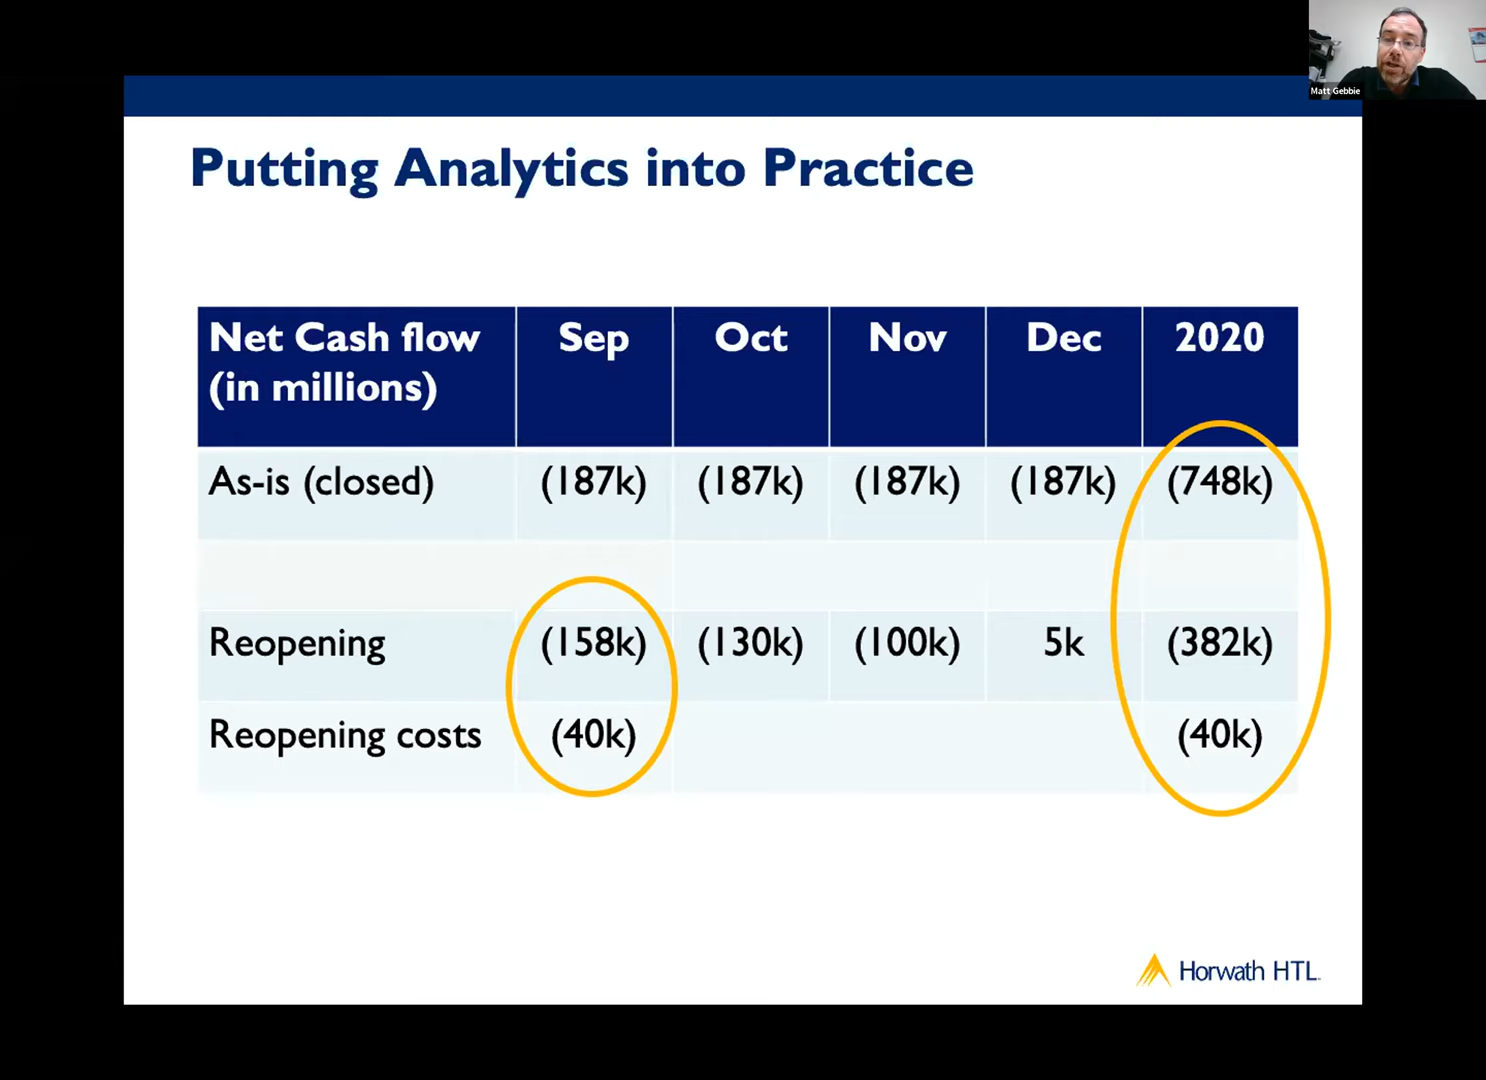 Matt Gebbie
Putting Analytics into Practice
Net Cash flow (in millions) Sep Oct Nov Dec 2020
As-is (closed) (187k) (187k) (187k) (187k) (748k)
Reopening (158k) (130k) (100k) 5k (382k)
Reopening costs (40k) (40k)
Horwath HTL